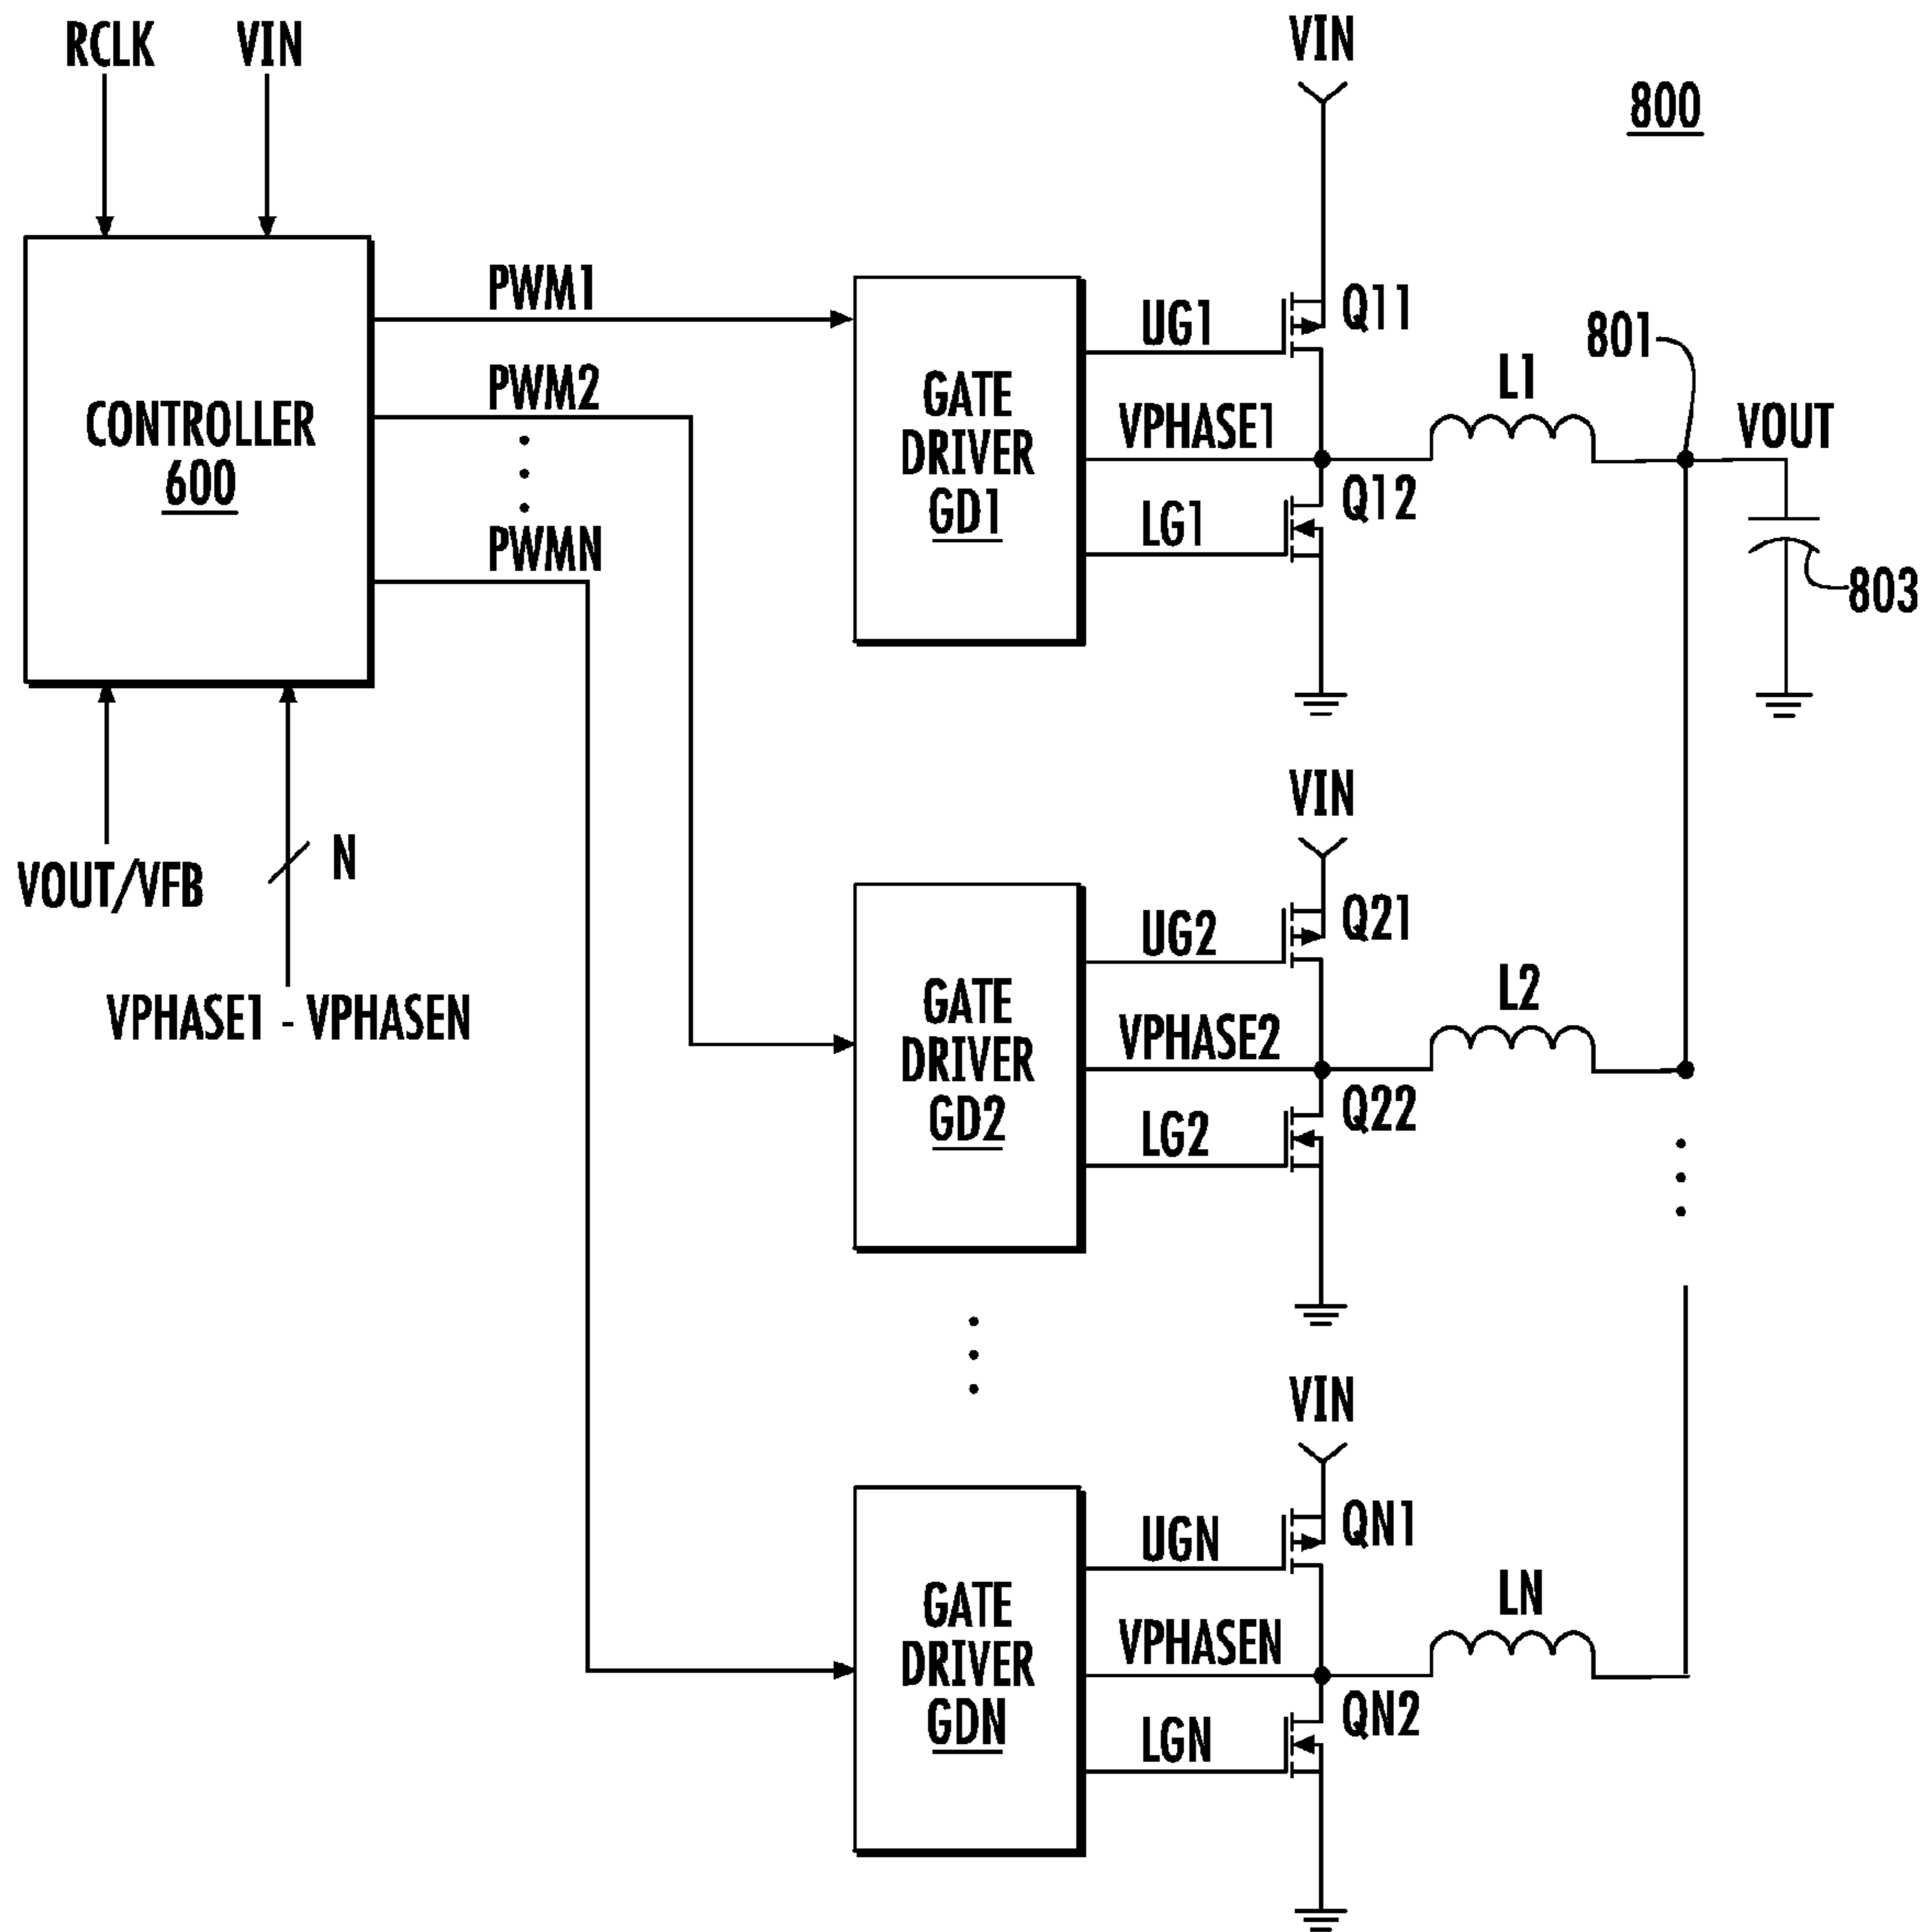 RCLK
VIN
VIN
800
CONTROLLER
600
PWM1
PWM2
PWMN
GATE
DRIVER
GD1
UG1
VPHASE1
LG1
Q11
Q12
L1
801
VOUT
803
VOUT/VFB
N
VPHASE1 - VPHASEN
VIN
GATE
DRIVER
GD2
UG2
VPHASE2
LG2
Q21
Q22
L2
VIN
GATE
DRIVER
GDN
UGN
VPHASEN
LGN
QN1
QN2
LN